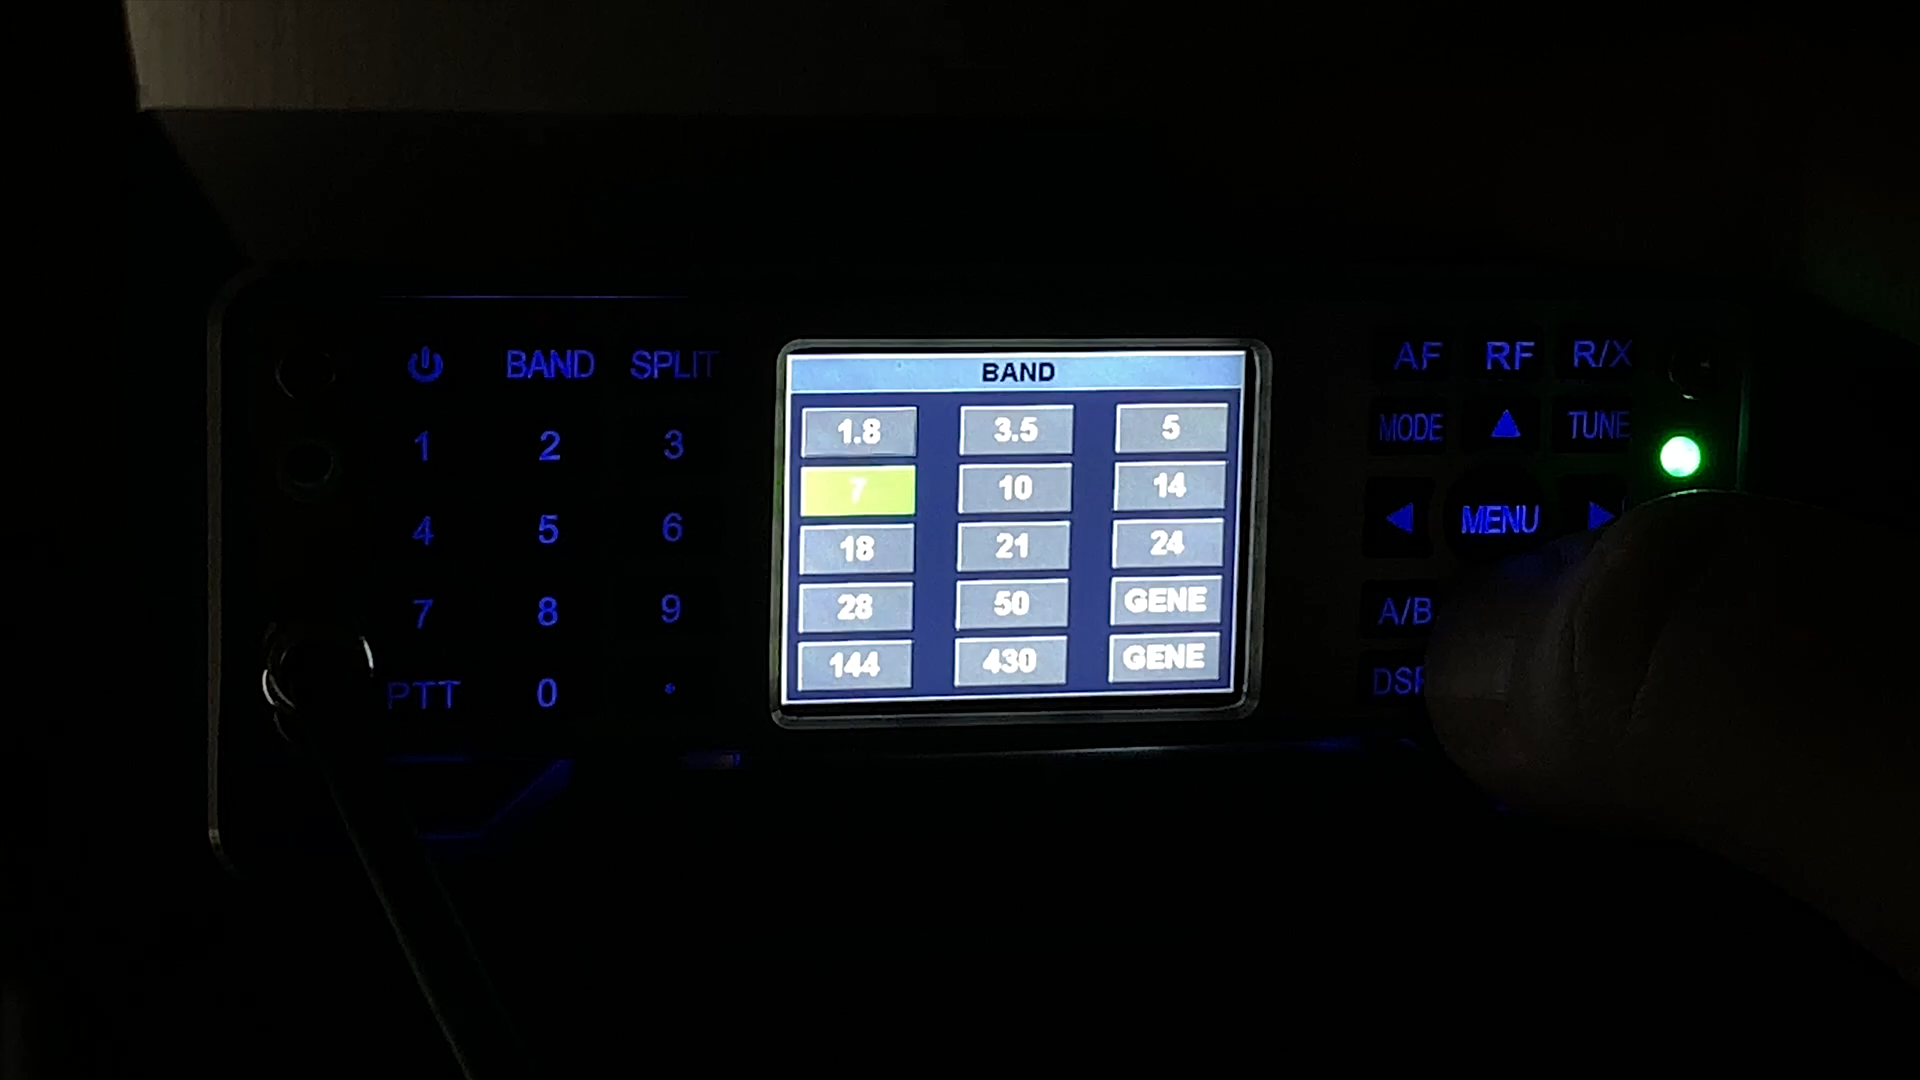 BAND SPLIT
1 2 3
4 5 6
7 8 9
PTT 0 .
BAND
1.8 3.5 5
7 10 14
18 21 24
28 50 GENE
144 430 GENE
AF RF R/X
MODE TUNE
MENU
A/B